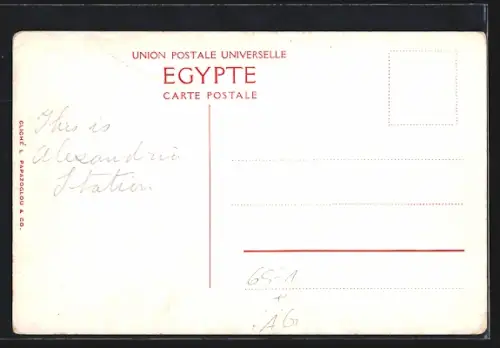 UNION POSTALE UNIVERSELLE
EGYPTE
CARTE POSTALE
This is
Alexandria
Station
CLICHÉ L. PAPAZOGLOU & CO.